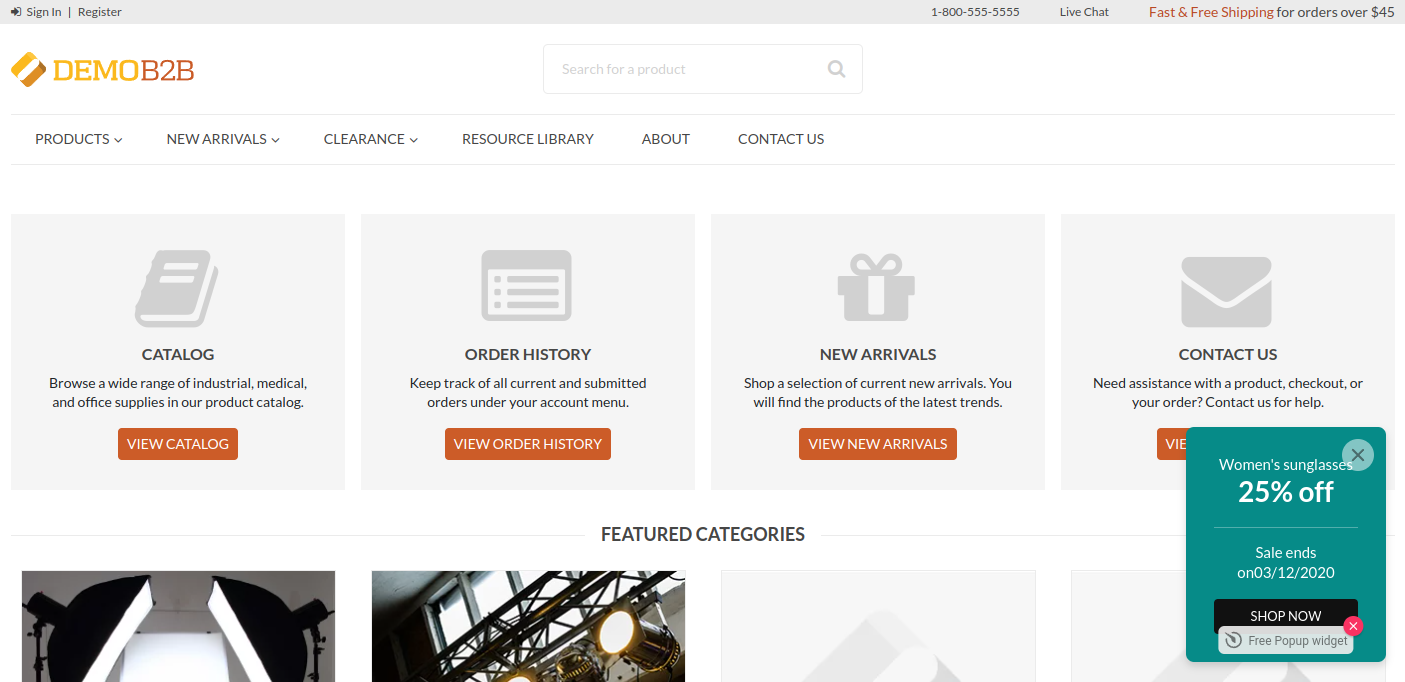 Sign In | Register
1-800-555-5555
Live Chat
Fast & Free Shipping for orders over $45
DEMOB2B
Search for a product
PRODUCTS
NEW ARRIVALS
CLEARANCE
RESOURCE LIBRARY
ABOUT
CONTACT US
CATALOG
Browse a wide range of industrial, medical,
and office supplies in our product catalog.
VIEW CATALOG
ORDER HISTORY
Keep track of all current and submitted
orders under your account menu.
VIEW ORDER HISTORY
NEW ARRIVALS
Shop a selection of current new arrivals. You
will find the products of the latest trends.
VIEW NEW ARRIVALS
CONTACT US
Need assistance with a product, checkout, or
your order? Contact us for help.
VIE
Women's sunglasses
25% off
Sale ends
on03/12/2020
SHOP NOW
Free Popup widget
FEATURED CATEGORIES